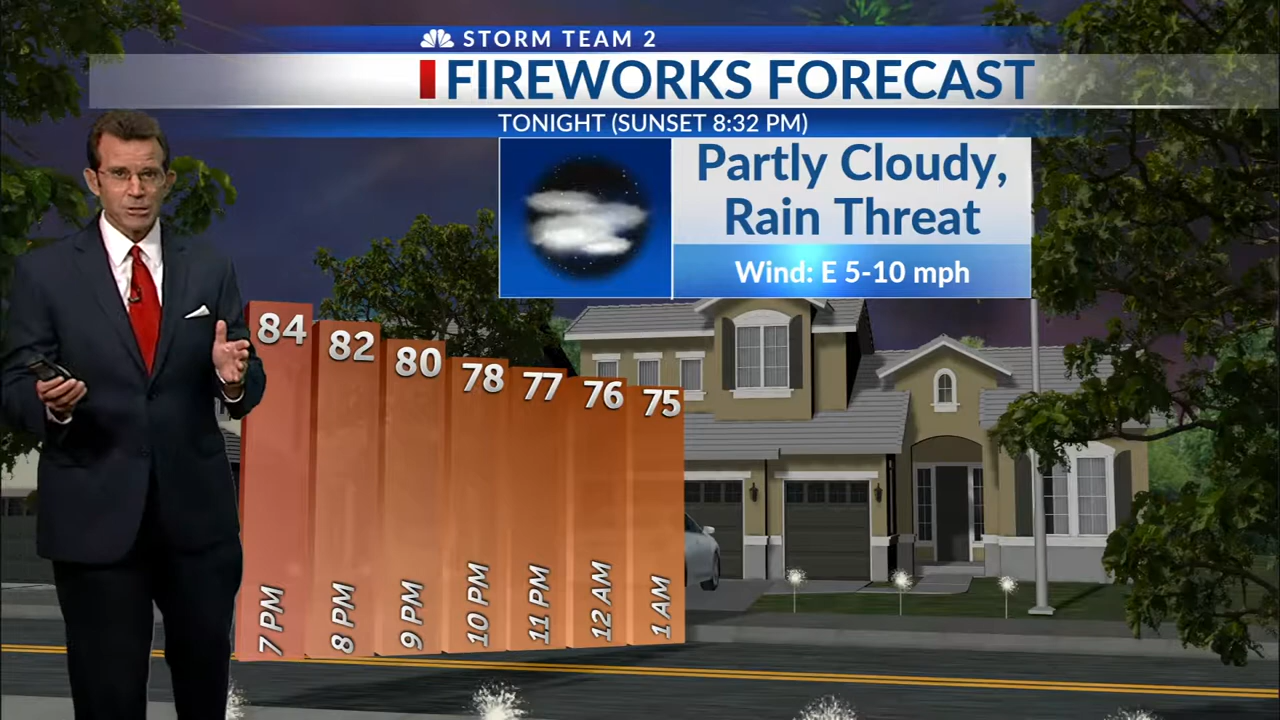 STORM TEAM 2
FIREWORKS FORECAST
TONIGHT (SUNSET 8:32 PM)
Partly Cloudy,
Rain Threat
Wind: E 5-10 mph
84 82 80 78 77 76 75
7 PM 8 PM 9 PM 10 PM 11 PM 12 AM 1 AM